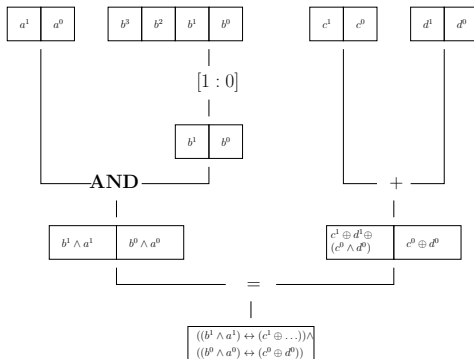 a¹ a⁰ b³ b² b¹ b⁰ c¹ c⁰ d¹ d⁰
[1 : 0]
b¹ b⁰
AND +
b¹ ∧ a¹ b⁰ ∧ a⁰ c¹ ⊕ d¹⊕ c⁰ ⊕ d⁰
(c⁰ ∧ d⁰)
=
((b¹ ∧ a¹) ↔ (c¹ ⊕ …))∧
((b⁰ ∧ a⁰) ↔ (c⁰ ⊕ d⁰))